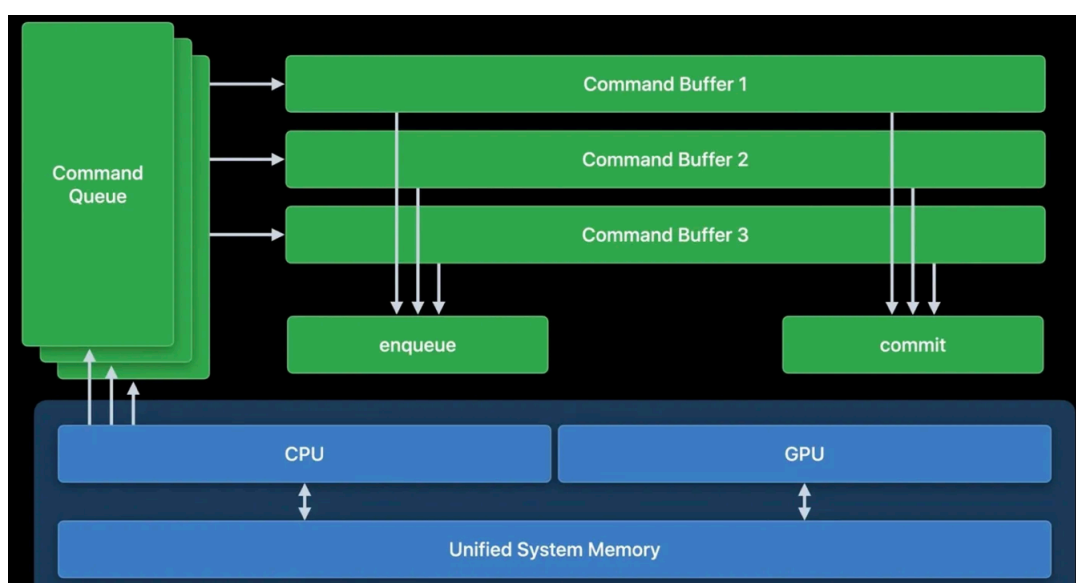 Command
Queue
Command Buffer 1
Command Buffer 2
Command Buffer 3
enqueue
commit
CPU
GPU
Unified System Memory